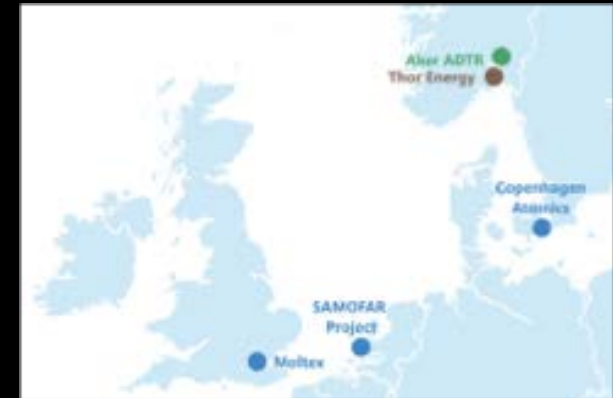 Aker ADTR
Thor Energy
Copenhagen
Atomics
SAMOFAR
Project
Moltex